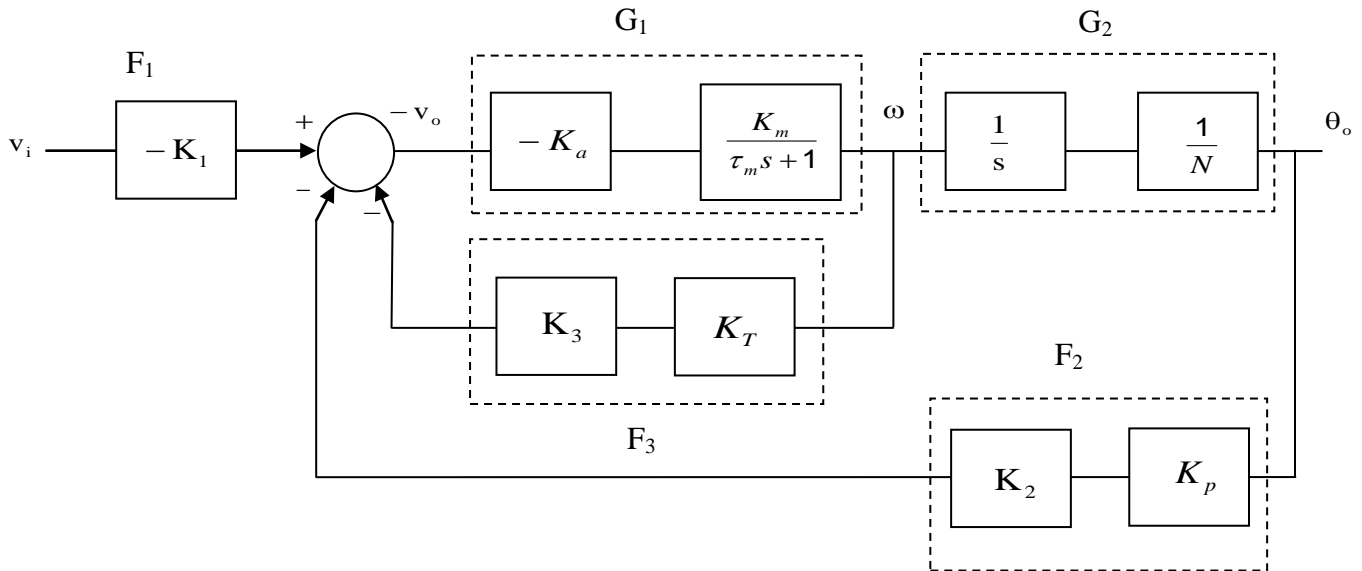 G₁
G₂
F₁
vᵢ
− K₁
+
−
−
− vₒ
− Kₐ
Kₘ
τₘs + 1
ω
1
s
1
N
θₒ
K₃
K_T
F₃
F₂
K₂
Kₚ